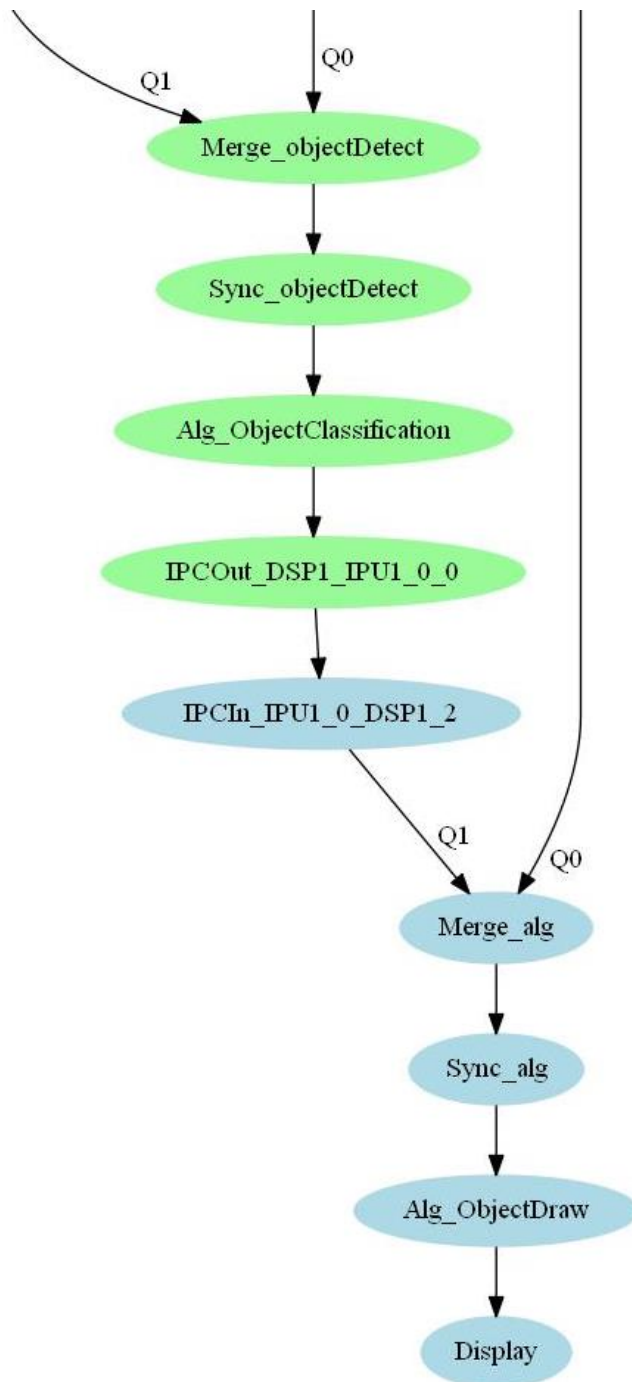 Q1
Q0
Merge_objectDetect
Sync_objectDetect
Alg_ObjectClassification
IPCOut_DSP1_IPU1_0_0
IPCIn_IPU1_0_DSP1_2
Q1
Q0
Merge_alg
Sync_alg
Alg_ObjectDraw
Display